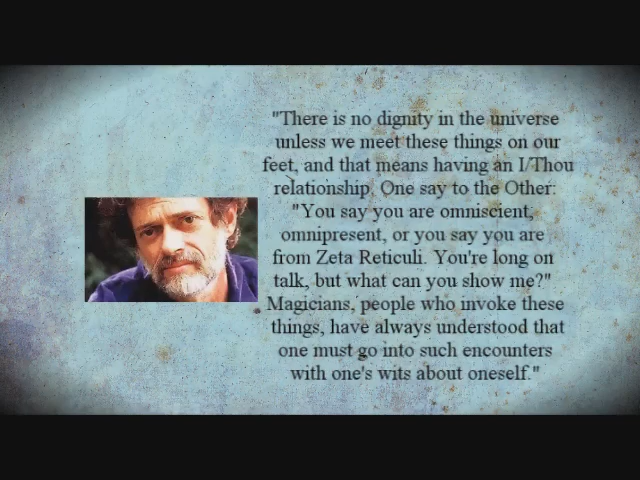 "There is no dignity in the universe
unless we meet these things on our
feet, and that means having an I/Thou
relationship. One say to the Other:
"You say you are omniscient,
omnipresent, or you say you are
from Zeta Reticuli. You're long on
talk, but what can you show me?"
Magicians, people who invoke these
things, have always understood that
one must go into such encounters
with one's wits about oneself."